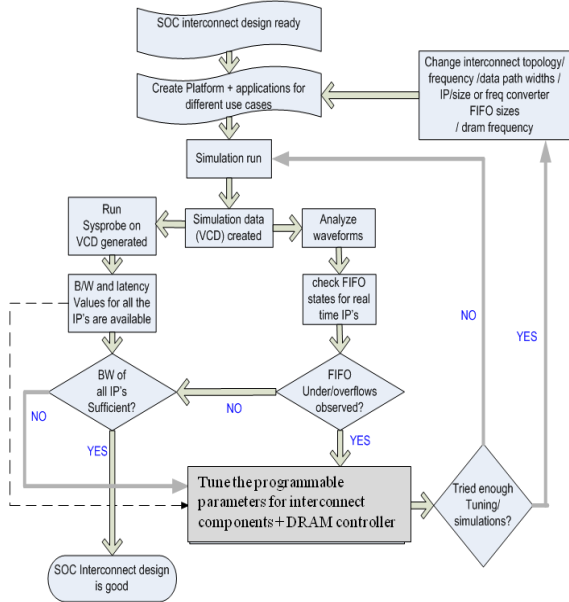 SOC interconnect design ready
Create Platform + applications for
different use cases
Change interconnect topology/
frequency /data path widths /
IP/size or freq converter
FIFO sizes
/ dram frequency
Simulation run
Run
Sysprobe on
VCD generated
Simulation data
(VCD) created
Analyze
waveforms
B/W and latency
Values for all the
IP's are available
check FIFO
states for real
time IP's
NO
YES
BW of
all IP's
Sufficient?
FIFO
Under/overflows
observed?
NO
NO
YES
YES
Tune the programmable
parameters for interconnect
components+DRAM controller
Tried enough
Tuning/
simulations?
SOC Interconnect design
is good